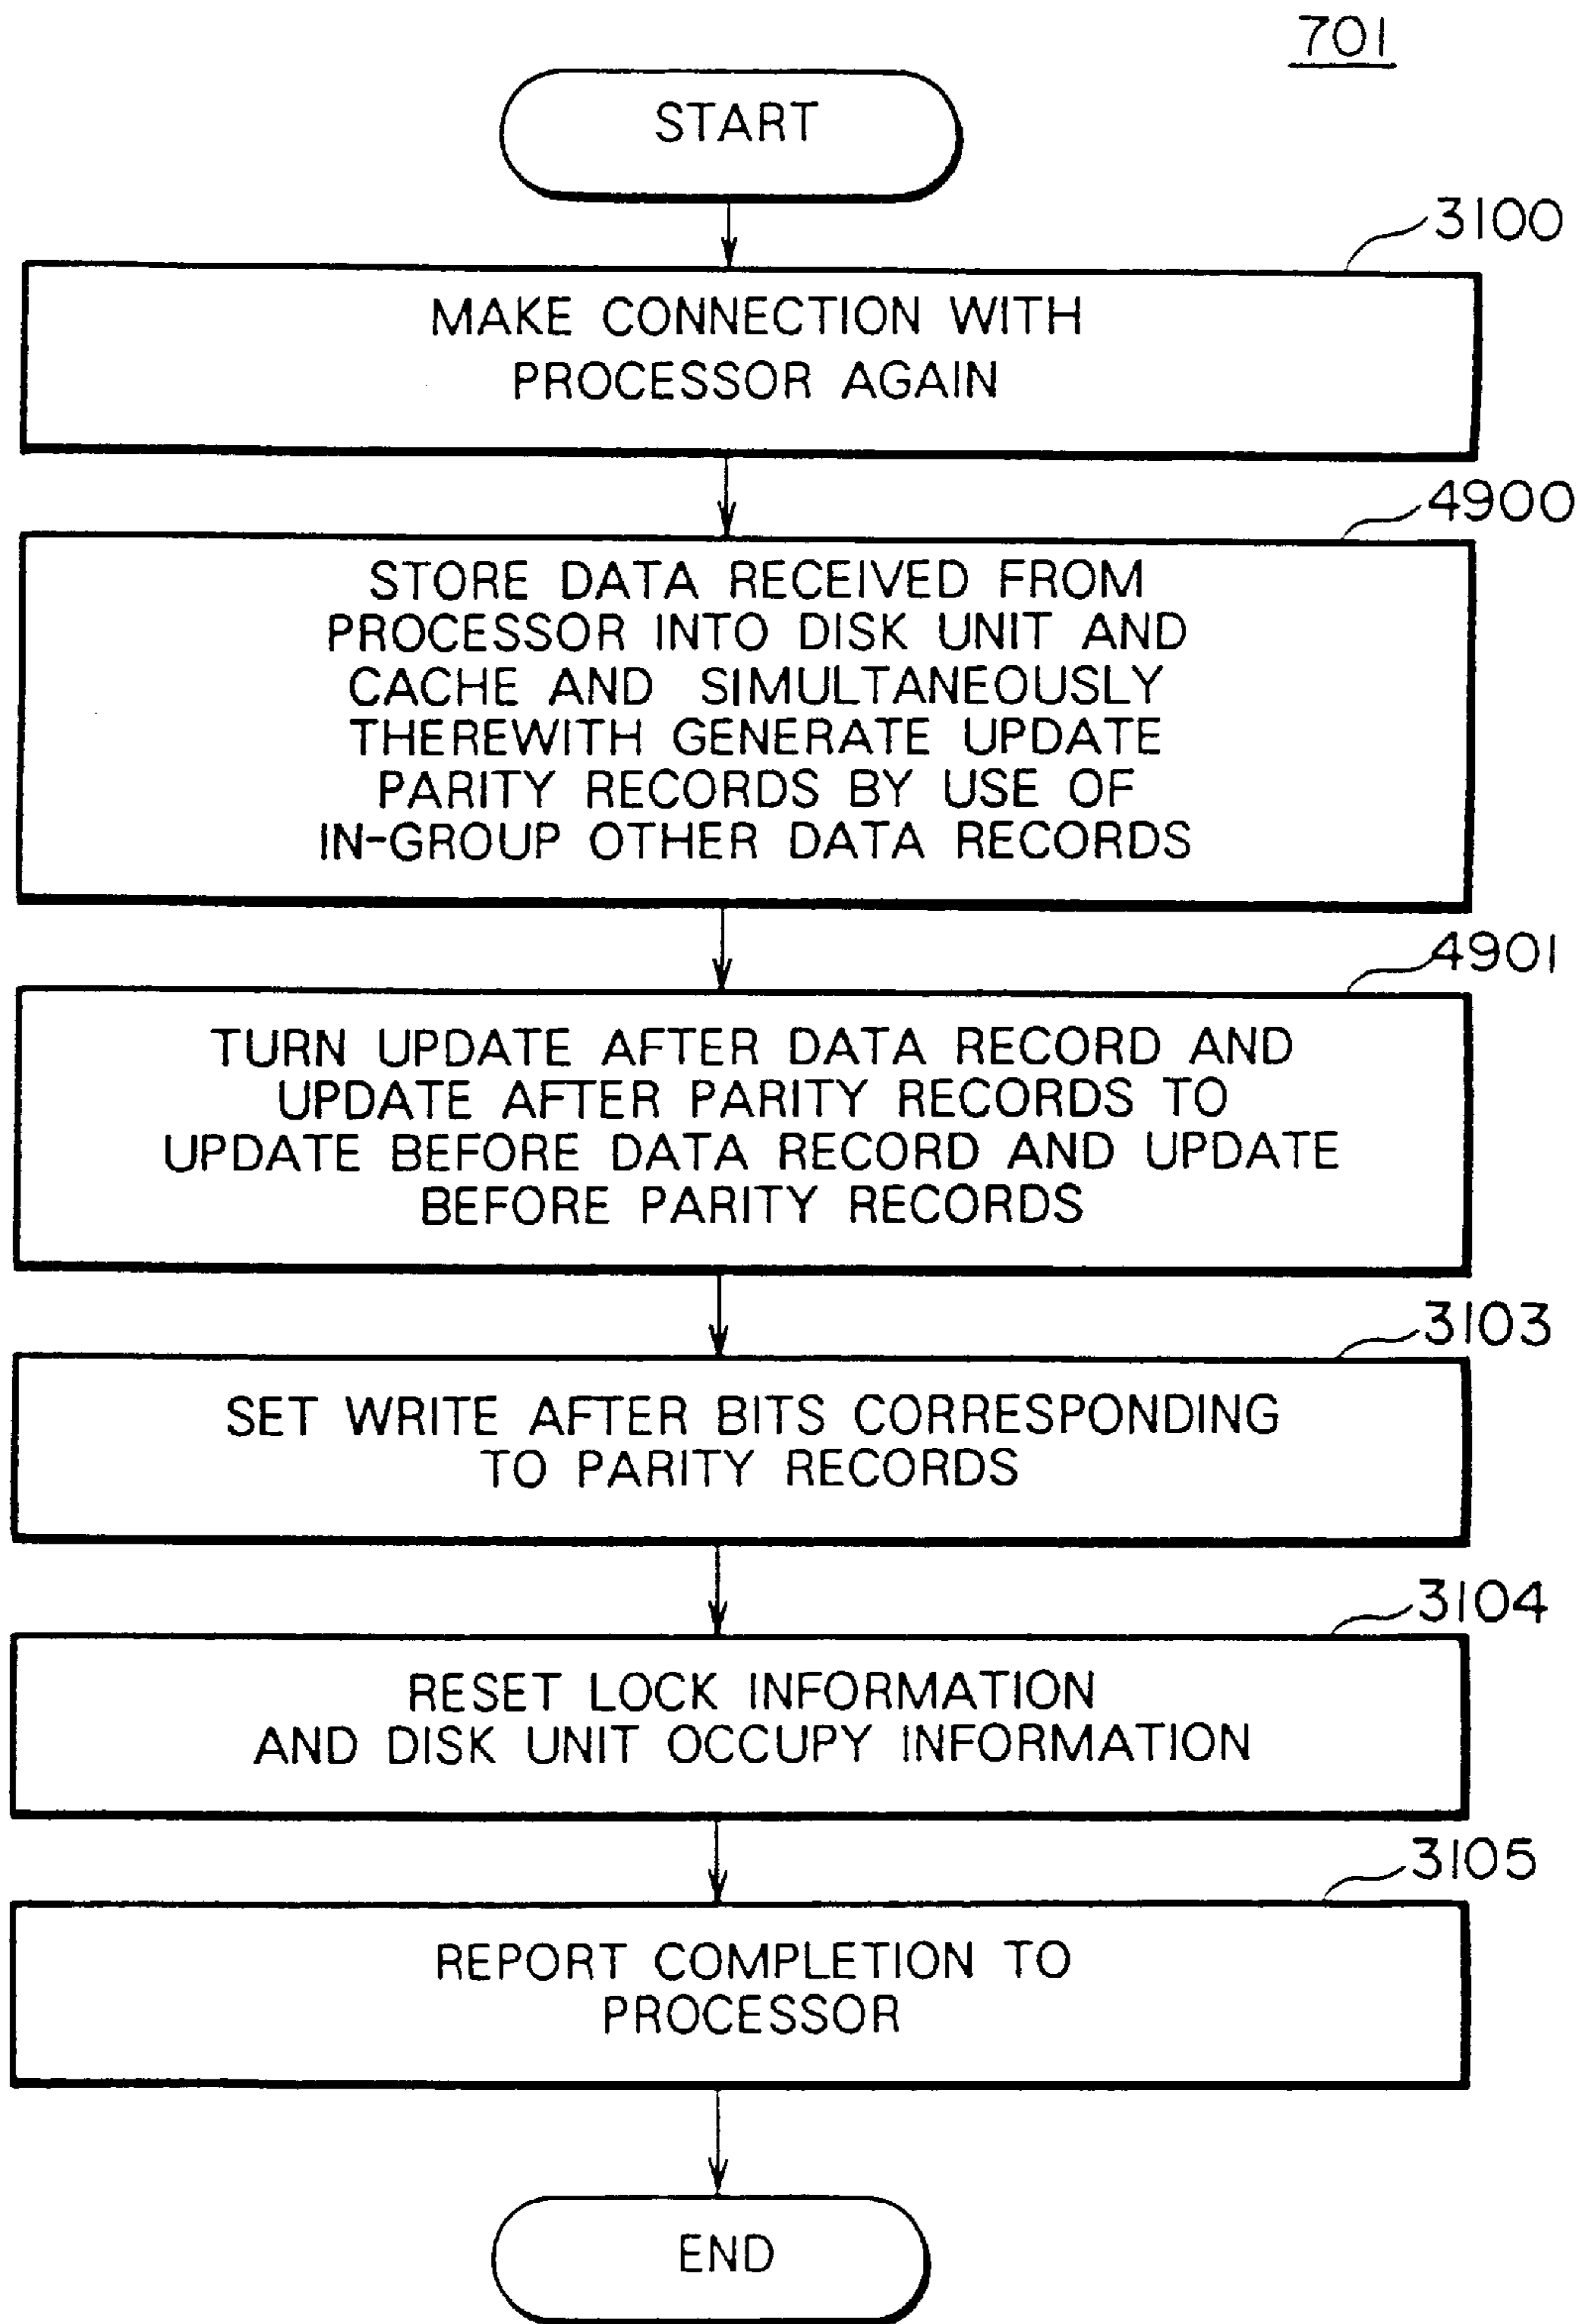 701
START
3100
MAKE CONNECTION WITH
PROCESSOR AGAIN
4900
STORE DATA RECEIVED FROM
PROCESSOR INTO DISK UNIT AND
CACHE AND SIMULTANEOUSLY
THEREWITH GENERATE UPDATE
PARITY RECORDS BY USE OF
IN-GROUP OTHER DATA RECORDS
4901
TURN UPDATE AFTER DATA RECORD AND
UPDATE AFTER PARITY RECORDS TO
UPDATE BEFORE DATA RECORD AND UPDATE
BEFORE PARITY RECORDS
3103
SET WRITE AFTER BITS CORRESPONDING
TO PARITY RECORDS
3104
RESET LOCK INFORMATION
AND DISK UNIT OCCUPY INFORMATION
3105
REPORT COMPLETION TO
PROCESSOR
END